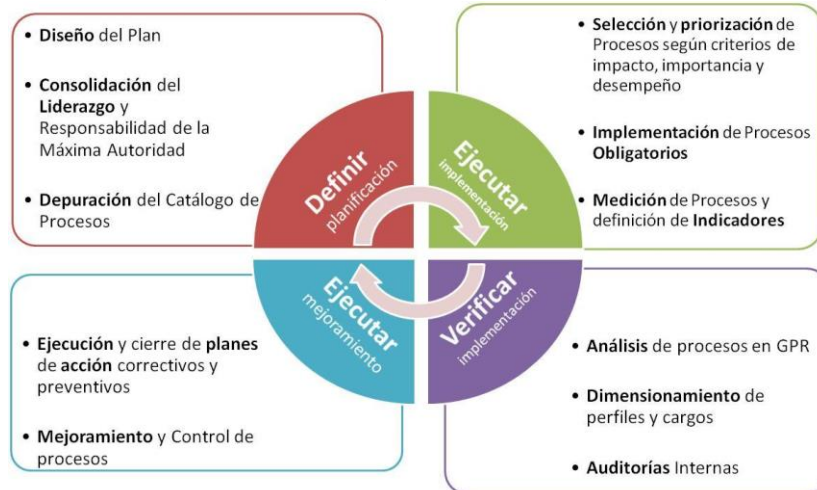 • Diseño del Plan
• Consolidación del
Liderazgo y
Responsabilidad de la
Máxima Autoridad
• Depuración del Catálogo de
Procesos
• Selección y priorización de
Procesos según criterios de
impacto, importancia y
desempeño
• Implementación de Procesos
Obligatorios
• Medición de Procesos y
definición de Indicadores
Definir
planificación
Ejecutar
implementación
Ejecutar
mejoramiento
Verificar
implementación
• Ejecución y cierre de planes
de acción correctivos y
preventivos
• Mejoramiento y Control de
procesos
• Análisis de procesos en GPR
• Dimensionamiento de
perfiles y cargos
• Auditorías Internas